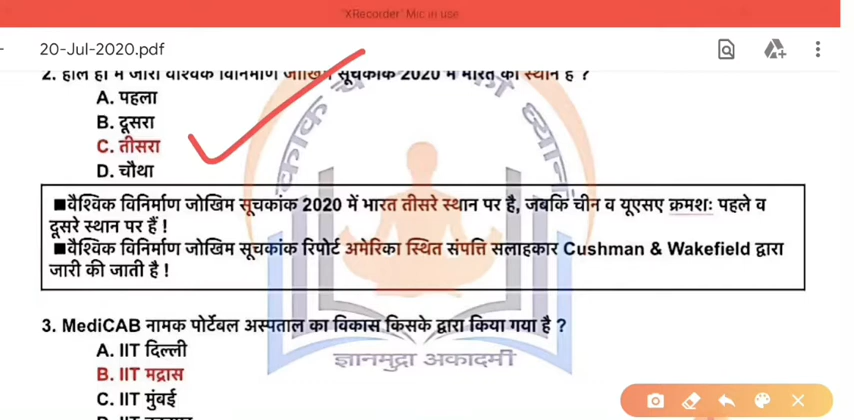 "XRecorder" Mic in use
20-Jul-2020.pdf
2. हाल ही में जारी वैश्विक विनिर्माण जोखिम सूचकांक 2020 में भारत का स्थान है ?
A. पहला
B. दूसरा
C. तीसरा
D. चौथा
■वैश्विक विनिर्माण जोखिम सूचकांक 2020 में भारत तीसरे स्थान पर है, जबकि चीन व यूएसए क्रमशः पहले व
दूसरे स्थान पर हैं !
■वैश्विक विनिर्माण जोखिम सूचकांक रिपोर्ट अमेरिका स्थित संपत्ति सलाहकार Cushman & Wakefield द्वारा
जारी की जाती है !
3. MediCAB नामक पोर्टेबल अस्पताल का विकास किसके द्वारा किया गया है ?
A. IIT दिल्ली
ज्ञानमुद्रा अकादमी
B. IIT मद्रास
C. IIT मुंबई